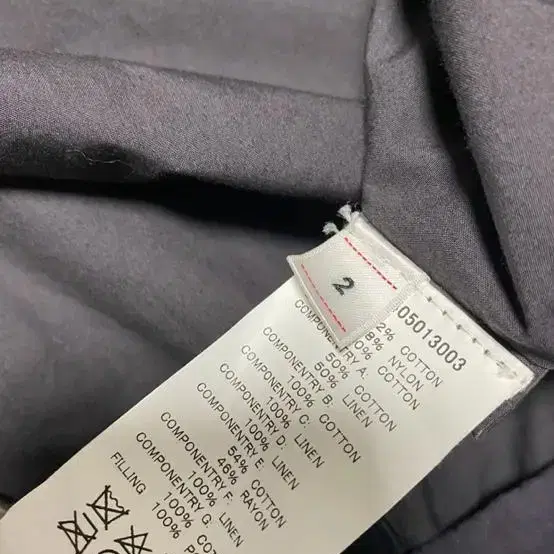 2
05013003
2% COTTON
8% NYLON
COMPONENTRY A: 00% COTTON
50% COTTON
COMPONENTRY B: 50% LINEN
COMPONENTRY C: 100% COTTON
COMPONENTRY D: 100% LINEN
COMPONENTRY E: 100% LINEN
54% COTTON
COMPONENTRY F: 46% RAYON
COMPONENTRY G: 100% LINEN
FILLING 100%